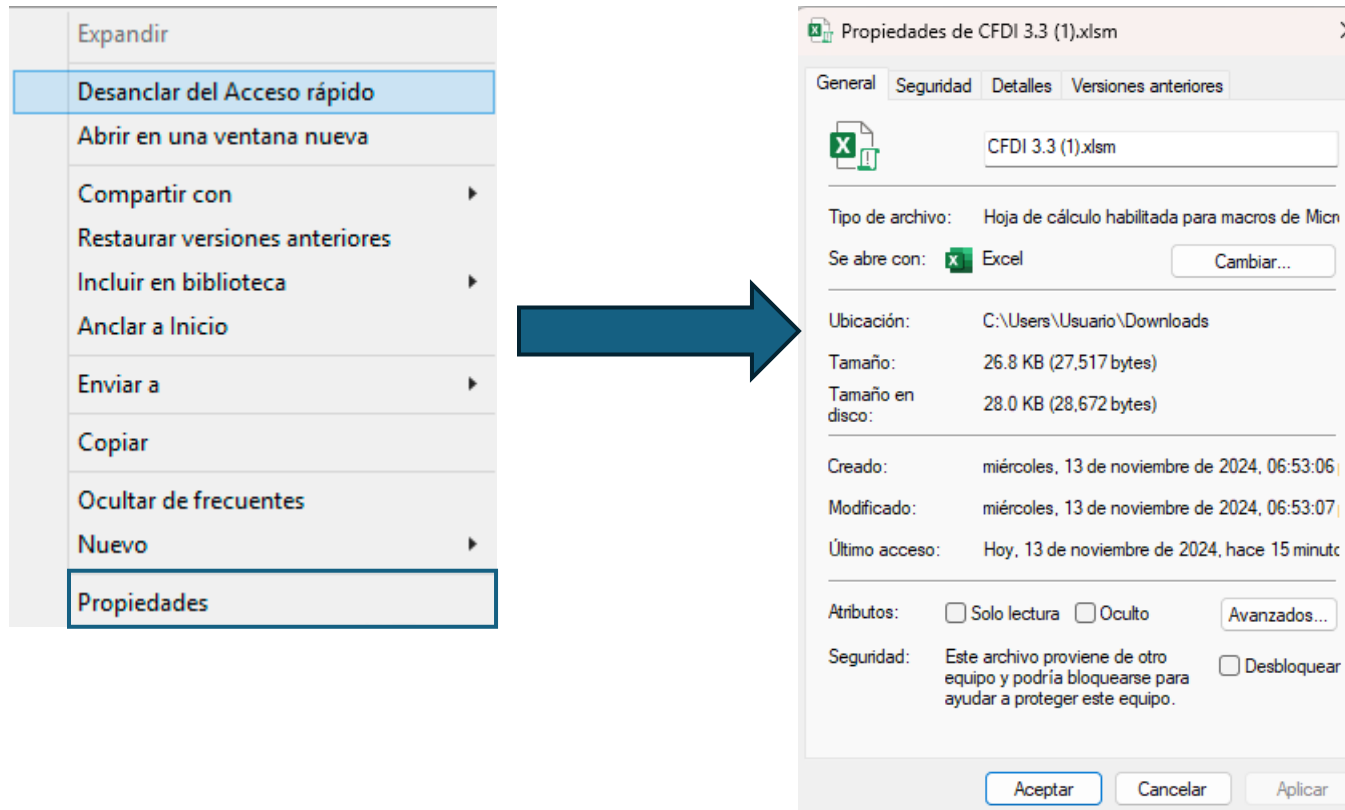 Expandir
Desanclar del Acceso rápido
Abrir en una ventana nueva
Compartir con
Restaurar versiones anteriores
Incluir en biblioteca
Anclar a Inicio
Enviar a
Copiar
Ocultar de frecuentes
Nuevo
Propiedades
Propiedades de CFDI 3.3 (1).xlsm
General Seguridad Detalles Versiones anteriores
CFDI 3.3 (1).xlsm
Tipo de archivo: Hoja de cálculo habilitada para macros de Micr
Se abre con: Excel Cambiar...
Ubicación: C:\Users\Usuario\Downloads
Tamaño: 26.8 KB (27,517 bytes)
Tamaño en
disco: 28.0 KB (28,672 bytes)
Creado: miércoles, 13 de noviembre de 2024, 06:53:06
Modificado: miércoles, 13 de noviembre de 2024, 06:53:07
Último acceso: Hoy, 13 de noviembre de 2024, hace 15 minut
Atributos: Solo lectura Oculto Avanzados...
Seguridad: Este archivo proviene de otro
equipo y podría bloquearse para
ayudar a proteger este equipo.
Desbloquear
Aceptar Cancelar Aplicar